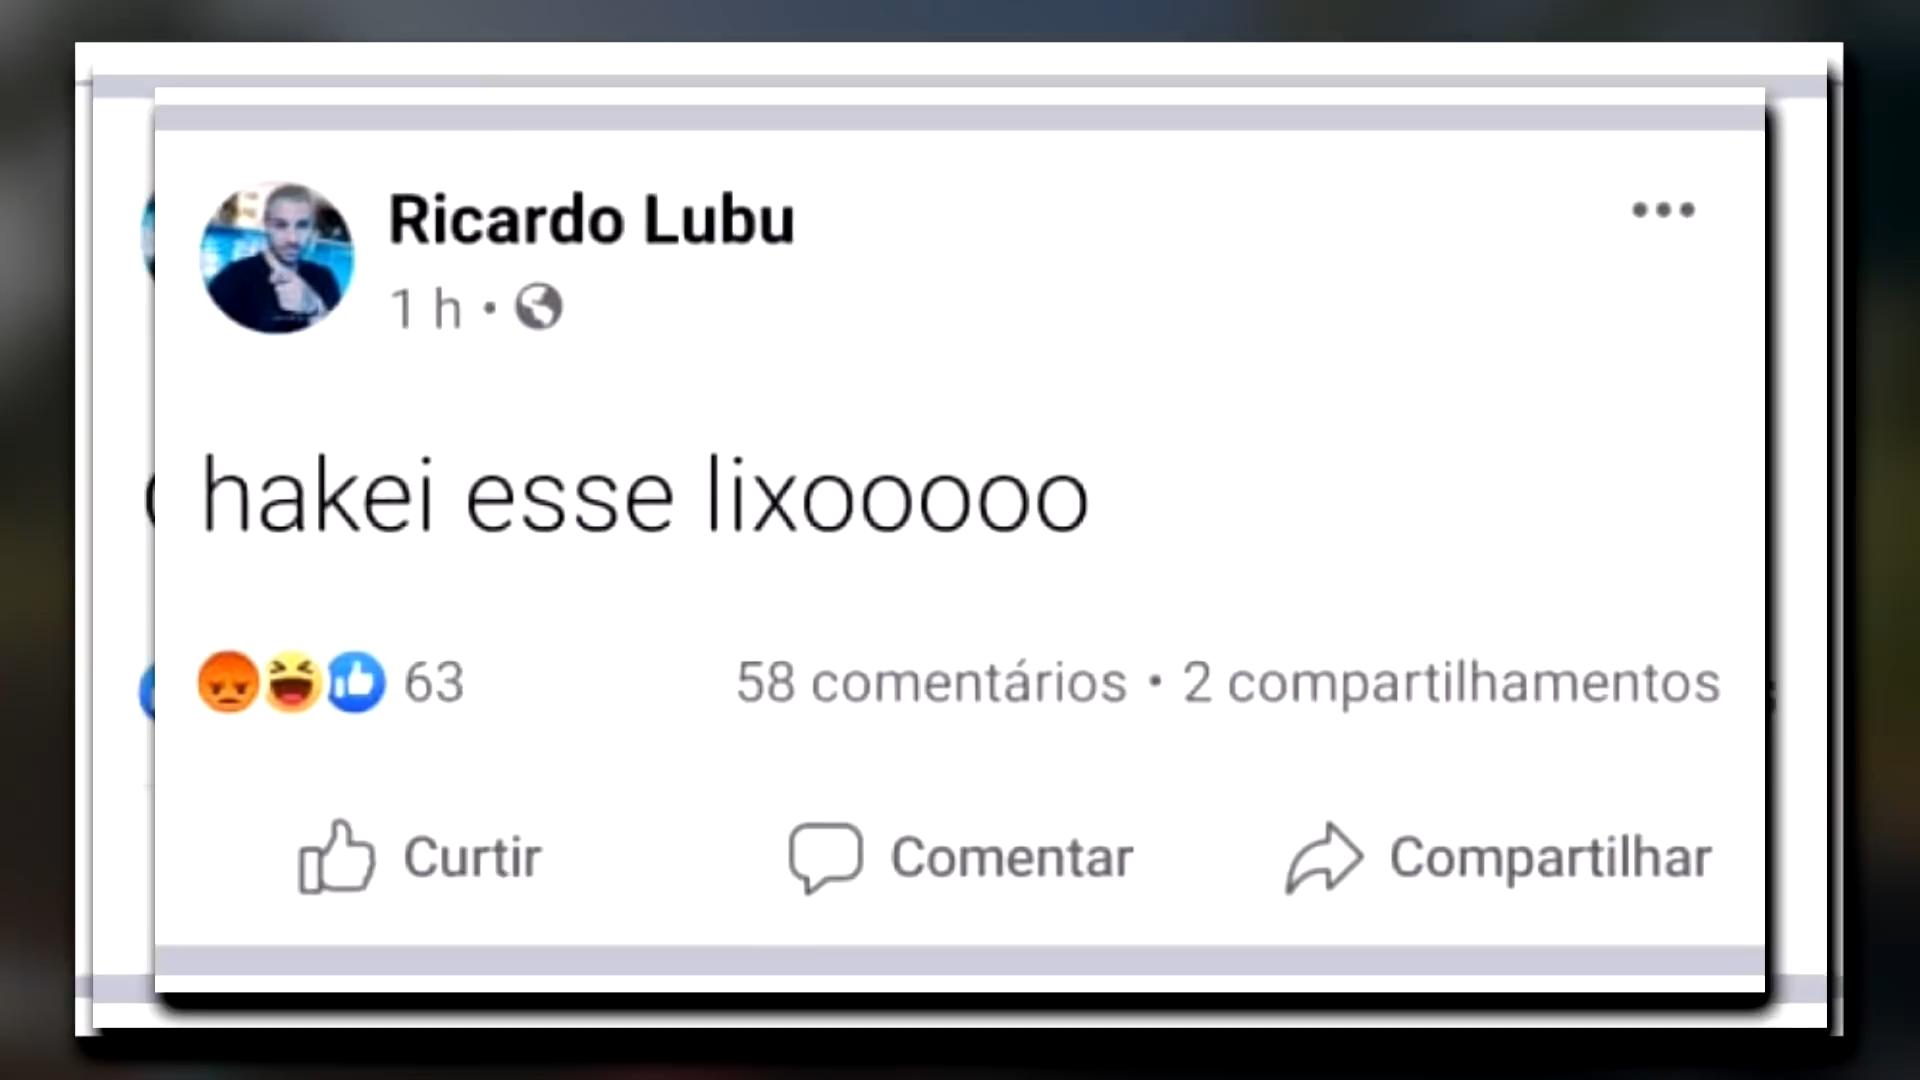 Ricardo Lubu
1 h •
hakei esse lixooooo
63 58 comentários • 2 compartilhamentos
Curtir Comentar Compartilhar